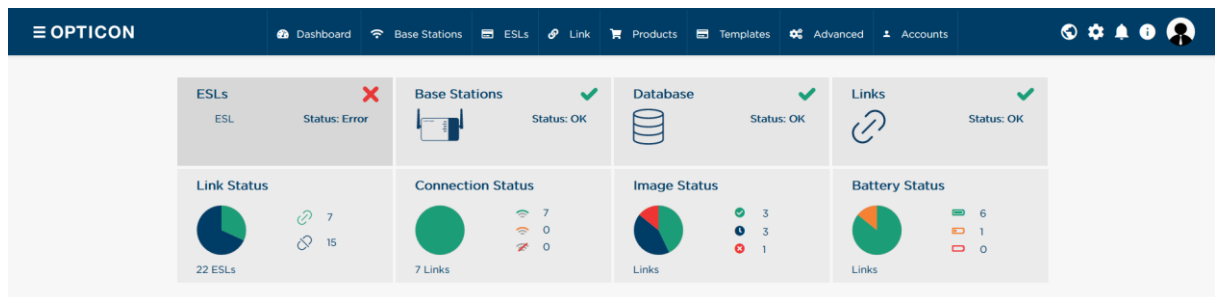 OPTICON Dashboard Base Stations ESLs Link Products Templates Advanced Accounts
ESLs
ESL Status: Error
Base Stations
Status: OK
Database
Status: OK
Links
Status: OK
Link Status
7
15
22 ESLs
Connection Status
7
0
0
7 Links
Image Status
3
3
1
Links
Battery Status
6
1
0
Links